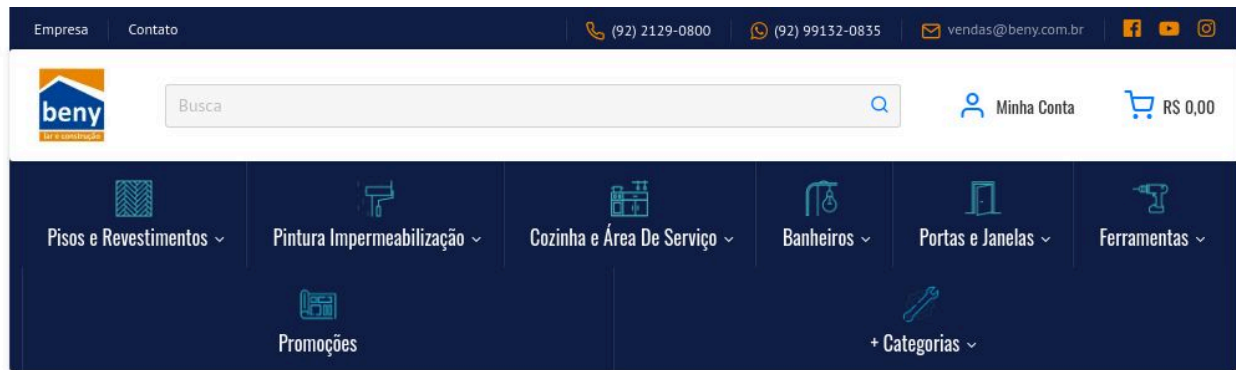 Empresa Contato (92) 2129-0800 (92) 99132-0835 vendas@beny.com.br
beny
lar e construção
Busca
Minha Conta
R$ 0,00
Pisos e Revestimentos Pintura Impermeabilização Cozinha e Área De Serviço Banheiros Portas e Janelas Ferramentas
Promoções + Categorias